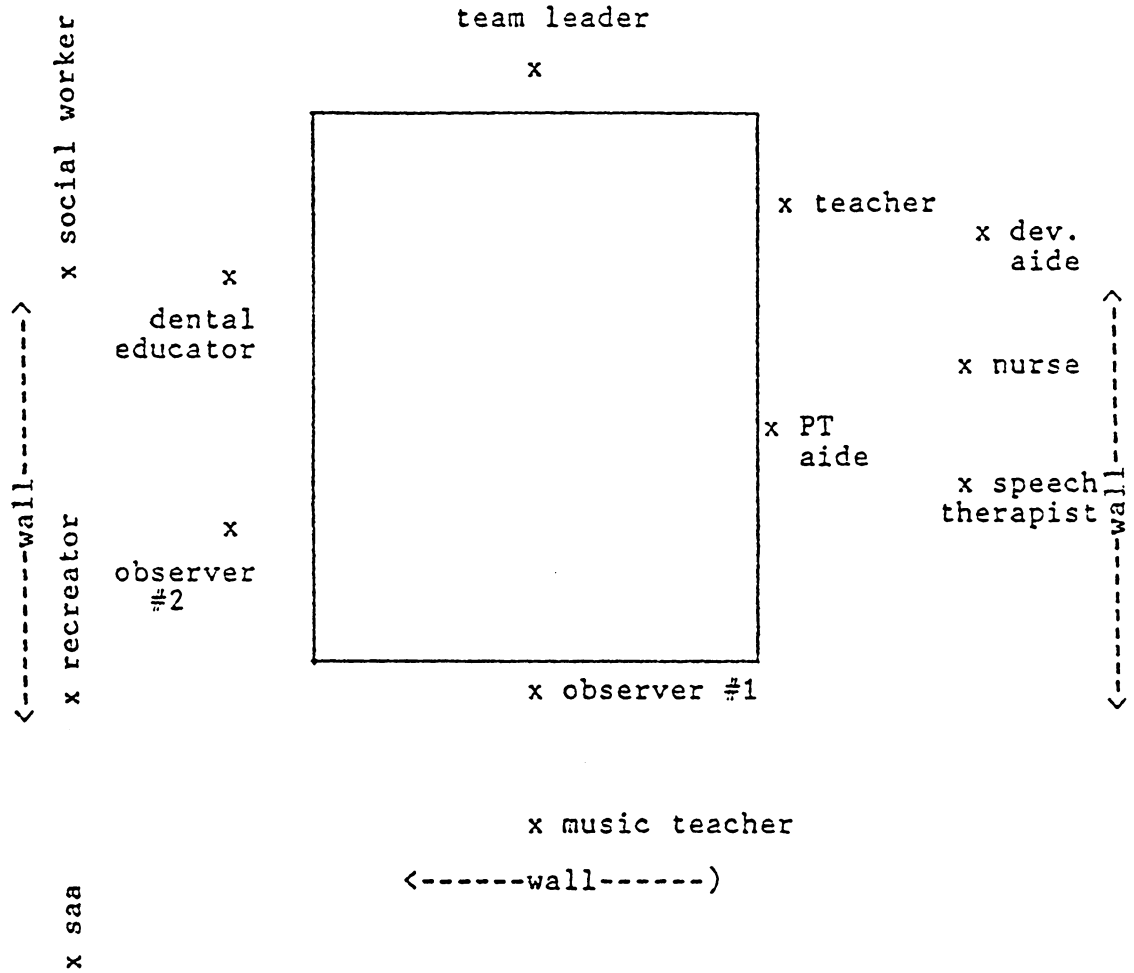 team leader
x
x social worker
x teacher
x dev.
aide
x
dental
educator
<-------wall--------->
x nurse
x PT
aide
x speech
therapist
<--------wall--------->
x
observer
#2
x recreator
x observer #1
x music teacher
<------wall------)
x saa